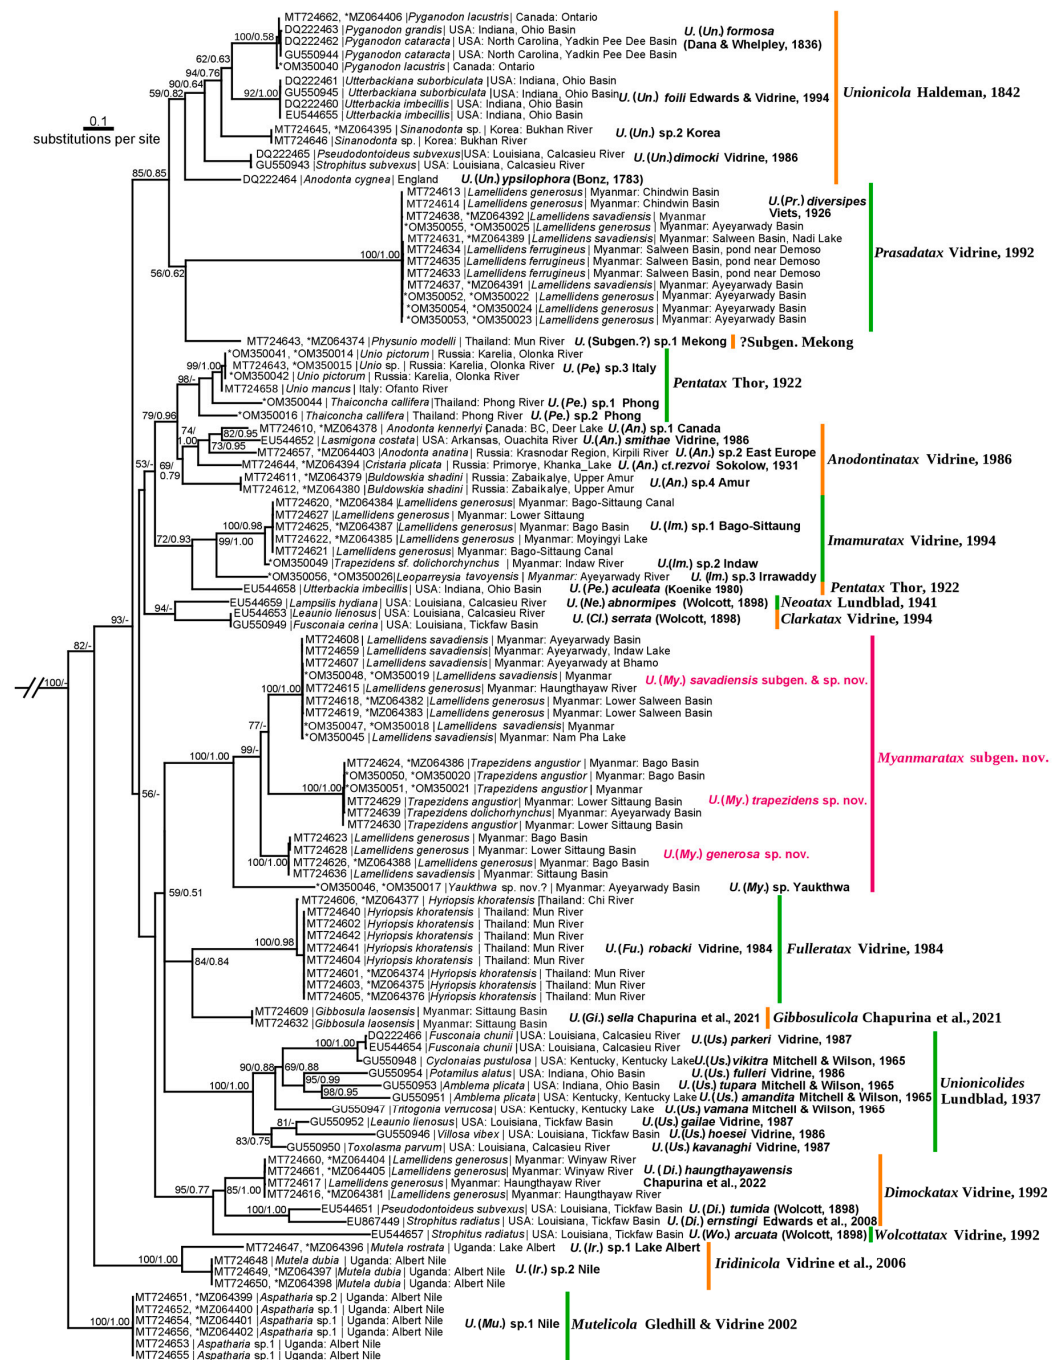 MT724662, *MZ064406 | Pyganodon lacustris | Canada: Ontario
DQ222463 | Pyganodon grandis | USA: Indiana, Ohio Basin
DQ222462 | Pyganodon cataracta | USA: North Carolina, Yadkin Pee Dee Basin
GU550944 | Pyganodon cataracta | USA: North Carolina, Yadkin Pee Dee Basin
*OM350040 | Pyganodon lacustris | Canada: Ontario
U. (Un.) formosa
(Dana & Whelpley, 1836)
100/0.58
62/0.63
94/0.76
90/0.64
59/0.82
DQ222461 | Utterbackiana suborbiculata | USA: Indiana, Ohio Basin
GU550945 | Utterbackiana suborbiculata | USA: Indiana, Ohio Basin
DQ222460 | Utterbackia imbecillis | USA: Indiana, Ohio Basin
EU544655 | Utterbackia imbecillis | USA: Indiana, Ohio Basin
92/1.00
U. (Un.) foili Edwards & Vidrine, 1994
Unionicola Haldeman, 1842
0.1
substitutions per site
MT724645, *MZ064395 | Sinanodonta sp. | Korea: Bukhan River
MT724646 | Sinanodonta sp. | Korea: Bukhan River
U. (Un.) sp.2 Korea
DQ222465 | Pseudodontoideus subvexus | USA: Louisiana, Calcasieu River
GU550943 | Strophitus subvexus | USA: Louisiana, Calcasieu River
U. (Un.) dimocki Vidrine, 1986
85/0.85
DQ222464 | Anodonta cygnea | England
U. (Un.) ypsilophora (Bonz, 1783)
MT724613 | Lamellidens generosus | Myanmar: Chindwin Basin
MT724614 | Lamellidens generosus | Myanmar: Chindwin Basin
MT724638, *MZ064392 | Lamellidens savadiensis | Myanmar
*OM350055, *OM350025 | Lamellidens generosus | Myanmar: Ayeyarwady Basin
MT724631, *MZ064389 | Lamellidens savadiensis | Myanmar: Salween Basin, Nadi Lake
MT724634 | Lamellidens ferrugineus | Myanmar: Salween Basin, pond near Demoso
MT724635 | Lamellidens ferrugineus | Myanmar: Salween Basin, pond near Demoso
MT724633 | Lamellidens ferrugineus | Myanmar: Salween Basin, pond near Demoso
MT724637, *MZ064391 | Lamellidens savadiensis | Myanmar: Ayeyarwady Basin
*OM350052, *OM350022 | Lamellidens generosus | Myanmar: Ayeyarwady Basin
*OM350054, *OM350024 | Lamellidens generosus | Myanmar: Ayeyarwady Basin
*OM350053, *OM350023 | Lamellidens generosus | Myanmar: Ayeyarwady Basin
U. (Pr.) diversipes
Viets, 1926
Prasadatax Vidrine, 1992
100/1.00
56/0.62
MT724643, *MZ064374 | Physunio modelli | Thailand: Mun River
U. (Subgen.?) sp.1 Mekong
?Subgen. Mekong
*OM350041, *OM350014 | Unio pictorum | Russia: Karelia, Olonka River
MT724643, *OM350015 | Unio sp. | Russia: Karelia, Olonka River
*OM350042 | Unio pictorum | Russia: Karelia, Olonka River
MT724658 | Unio mancus | Italy: Ofanto River
U. (Pe.) sp.3 Italy
99/1.00
98/-
*OM350044 | Thaiconcha callifera | Thailand: Phong River
U. (Pe.) sp.1 Phong
*OM350016 | Thaiconcha callifera | Thailand: Phong River
U. (Pe.) sp.2 Phong
Pentatax Thor, 1922
79/0.96
MT724610, *MZ064378 | Anodonta kennerlyi | Canada: BC, Deer Lake
U. (An.) sp.1 Canada
EU544652 | Lasmigona costata | USA: Arkansas, Ouachita River
U. (An.) smithae Vidrine, 1986
MT724657, *MZ064403 | Anodonta anatina | Russia: Krasnodar Region, Kirpili River
U. (An.) sp.2 East Europe
MT724644, *MZ064394 | Cristaria plicata | Russia: Primorye, Khanka_Lake
U. (An.) cf.rezvoi Sokolow, 1931
MT724611, *MZ064379 | Buldowskia shadini | Russia: Zabaikalye, Upper Amur
MT724612, *MZ064380 | Buldowskia shadini | Russia: Zabaikalye, Upper Amur
U. (An.) sp.4 Amur
Anodontinatax Vidrine, 1986
74/
1.00
82/0.95
73/0.95
53/-
69/
0.79
MT724620, *MZ064384 | Lamellidens generosus | Myanmar: Bago-Sittaung Canal
MT724627 | Lamellidens generosus | Myanmar: Lower Sittaung
MT724625, *MZ064387 | Lamellidens generosus | Myanmar: Bago Basin
MT724622, *MZ064385 | Lamellidens generosus | Myanmar: Moyingyi Lake
MT724621 | Lamellidens generosus | Myanmar: Bago-Sittaung Canal
U. (Im.) sp.1 Bago-Sittaung
*OM350049 | Trapezidens sf. dolichorchynchus | Myanmar: Indaw River
U. (Im.) sp.2 Indaw
*OM350056, *OM350026 | Leoparreysia tavoyensis | Myanmar: Ayeyarwady River
U. (Im.) sp.3 Irrawaddy
Imamuratax Vidrine, 1994
100/0.98
99/1.00
72/0.93
EU544658 | Utterbackia imbecillis | USA: Indiana, Ohio Basin
U. (Pe.) aculeata (Koenike 1980)
Pentatax Thor, 1922
EU544659 | Lampsilis hydiana | USA: Louisiana, Calcasieu River
U. (Ne.) abnormipes (Wolcott, 1898)
Neoatax Lundblad, 1941
EU544653 | Leaunio lienosus | USA: Louisiana, Calcasieu River
GU550949 | Fusconaia cerina | USA: Louisiana, Tickfaw Basin
U. (Cl.) serrata (Wolcott, 1898)
Clarkatax Vidrine, 1994
94/-
93/-
82/-
100/-
MT724608 | Lamellidens savadiensis | Myanmar: Ayeyarwady Basin
MT724659 | Lamellidens savadiensis | Myanmar: Ayeyarwady, Indaw Lake
MT724607 | Lamellidens savadiensis | Myanmar: Ayeyarwady at Bhamo
*OM350048, *OM350019 | Lamellidens savadiensis | Myanmar
MT724615 | Lamellidens generosus | Myanmar: Haungthayaw River
MT724618, *MZ064382 | Lamellidens generosus | Myanmar: Lower Salween Basin
MT724619, *MZ064383 | Lamellidens generosus | Myanmar: Lower Salween Basin
*OM350047, *OM350018 | Lamellidens savadiensis | Myanmar
*OM350045 | Lamellidens savadiensis | Myanmar: Nam Pha Lake
U. (My.) savadiensis subgen. & sp. nov.
100/1.00
77/-
99/-
100/1.00
MT724624, *MZ064386 | Trapezidens angustior | Myanmar: Bago Basin
*OM350050, *OM350020 | Trapezidens angustior | Myanmar: Bago Basin
*OM350051, *OM350021 | Trapezidens angustior | Myanmar
MT724629 | Trapezidens angustior | Myanmar: Lower Sittaung Basin
MT724639 | Trapezidens dolichorhynchus | Myanmar: Ayeyarwady Basin
MT724630 | Trapezidens angustior | Myanmar: Lower Sittaung Basin
U. (My.) trapezidens sp. nov.
Myanmaratax subgen. nov.
100/1.00
56/-
MT724623 | Lamellidens generosus | Myanmar: Bago Basin
MT724628 | Lamellidens generosus | Myanmar: Lower Sittaung Basin
MT724626, *MZ064388 | Lamellidens generosus | Myanmar: Bago Basin
MT724636 | Lamellidens savadiensis | Myanmar: Sittaung Basin
U. (My.) generosa sp. nov.
100/1.00
*OM350046, *OM350017 | Yaukthwa sp. nov.? | Myanmar: Ayeyarwady Basin
U. (My.) sp. Yaukthwa
59/0.51
MT724606, *MZ064377 | Hyriopsis khoratensis | Thailand: Chi River
MT724640 | Hyriopsis khoratensis | Thailand: Mun River
MT724602 | Hyriopsis khoratensis | Thailand: Mun River
MT724642 | Hyriopsis khoratensis | Thailand: Mun River
MT724641 | Hyriopsis khoratensis | Thailand: Mun River
MT724604 | Hyriopsis khoratensis | Thailand: Mun River
MT724601, *MZ064374 | Hyriopsis khoratensis | Thailand: Mun River
MT724603, *MZ064375 | Hyriopsis khoratensis | Thailand: Mun River
MT724605, *MZ064376 | Hyriopsis khoratensis | Thailand: Mun River
U. (Fu.) robacki Vidrine, 1984
Fulleratax Vidrine, 1984
100/0.98
84/0.84
MT724609 | Gibbosula laosensis | Myanmar: Sittaung Basin
MT724632 | Gibbosula laosensis | Myanmar: Sittaung Basin
U. (Gi.) sella Chapurina et al., 2021
Gibbosulicola Chapurina et al., 2021
DQ222466 | Fusconaia chunii | USA: Louisiana, Calcasieu River
EU544654 | Fusconaia chunii | USA: Louisiana, Calcasieu River
U. (Us.) parkeri Vidrine, 1987
GU550948 | Cyclonaias pustulosa | USA: Kentucky, Kentucky Lake
U. (Us.) vikitra Mitchell & Wilson, 1965
GU550954 | Potamilus alatus | USA: Indiana, Ohio Basin
U. (Us.) fulleri Vidrine, 1986
GU550953 | Amblema plicata | USA: Indiana, Ohio Basin
U. (Us.) tupara Mitchell & Wilson, 1965
GU550951 | Amblema plicata | USA: Kentucky, Kentucky Lake
U. (Us.) amandita Mitchell & Wilson, 1965
GU550947 | Tritogonia verrucosa | USA: Kentucky, Kentucky Lake
U. (Us.) vamana Mitchell & Wilson, 1965
GU550952 | Leaunio lienosus | USA: Louisiana, Tickfaw Basin
U. (Us.) gailae Vidrine, 1987
GU550946 | Villosa vibex | USA: Louisiana, Tickfaw Basin
U. (Us.) hoesei Vidrine, 1986
GU550950 | Toxolasma parvum | USA: Louisiana, Calcasieu River
U. (Us.) kavanaghi Vidrine, 1987
Unionicolides
Lundblad, 1937
100/1.00
90/0.88
69/0.88
95/0.99
98/0.95
100/1.00
81/-
83/0.75
MT724660, *MZ064404 | Lamellidens generosus | Myanmar: Winyaw River
MT724661, *MZ064405 | Lamellidens generosus | Myanmar: Winyaw River
MT724617 | Lamellidens generosus | Myanmar: Haungthayaw River
MT724616, *MZ064381 | Lamellidens generosus | Myanmar: Haungthayaw River
U. (Di.) haungthayawensis
Chapurina et al., 2022
EU544651 | Pseudodontoideus subvexus | USA: Louisiana, Tickfaw Basin
U. (Di.) tumida (Wolcott, 1898)
EU867449 | Strophitus radiatus | USA: Louisiana, Tickfaw Basin
U. (Di.) ernstingi Edwards et al., 2008
Dimockatax Vidrine, 1992
85/1.00
95/0.77
100/1.00
EU544657 | Strophitus radiatus | USA: Louisiana, Tickfaw Basin
U. (Wo.) arcuata (Wolcott, 1898)
Wolcottatax Vidrine, 1992
MT724647, *MZ064396 | Mutela rostrata | Uganda: Lake Albert
U. (Ir.) sp.1 Lake Albert
MT724648 | Mutela dubia | Uganda: Albert Nile
MT724649, *MZ064397 | Mutela dubia | Uganda: Albert Nile
MT724650, *MZ064398 | Mutela dubia | Uganda: Albert Nile
U. (Ir.) sp.2 Nile
Iridinicola Vidrine et al., 2006
100/1.00
MT724651, *MZ064399 | Aspatharia sp.2 | Uganda: Albert Nile
MT724652, *MZ064400 | Aspatharia sp.1 | Uganda: Albert Nile
MT724654, *MZ064401 | Aspatharia sp.1 | Uganda: Albert Nile
MT724656, *MZ064402 | Aspatharia sp.1 | Uganda: Albert Nile
MT724653 | Aspatharia sp.1 | Uganda: Albert Nile
MT724655 | Aspatharia sp.1 | Uganda: Albert Nile
U. (Mu.) sp.1 Nile
Mutelicola Gledhill & Vidrine 2002
100/1.00